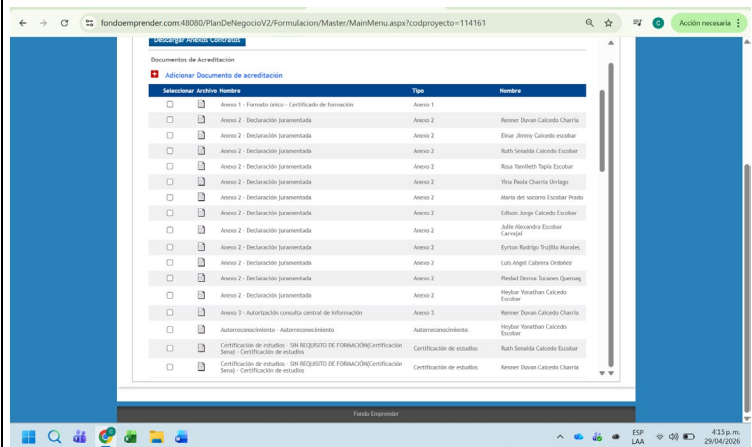 fondoemprender.com:48080/PlanDeNegocioV2/Formulacion/Master/MainMenu.aspx?codproyecto=114161
C
Acción necesaria
Descargar Anexos Contratos
Documentos de Acreditación
Adicionar Documento de acreditación
Seleccionar Archivo Nombre Tipo Nombre
Anexo 1 - Formato único - Certificado de formación Anexo 1
Anexo 2 - Declaración juramentada Anexo 2 Kenner Duvan Caicedo Charria
Anexo 2 - Declaración juramentada Anexo 2 Einar Jimmy Caicedo escobar
Anexo 2 - Declaración juramentada Anexo 2 Ruth Senaida Caicedo Escobar
Anexo 2 - Declaración juramentada Anexo 2 Rosa Yamileth Tapia Escobar
Anexo 2 - Declaración juramentada Anexo 2 Yina Paola Charria Urriago
Anexo 2 - Declaración juramentada Anexo 2 María del socorro Escobar Prado
Anexo 2 - Declaración juramentada Anexo 2 Edison Jorge Caicedo Escobar
Anexo 2 - Declaración juramentada Anexo 2 Julie Alexandra Escobar
Carvajal
Anexo 2 - Declaración juramentada Anexo 2 Eyrton Rodrigo Trujillo Morales
Anexo 2 - Declaración juramentada Anexo 2 Luis Angel Cabrera Ordoñez
Anexo 2 - Declaración juramentada Anexo 2 Piedad Tucanes
Anexo 2 - Declaración juramentada Anexo 2 Heybar Yonathan Caicedo
Escobar
Anexo 3 - Autorización consulta central de información Anexo 3 Kenner Duvan Caicedo Charria
Autorreconocimiento - Autorreconocimiento Autorreconocimiento Heybar Yonathan Caicedo
Escobar
Certificación de estudios - SIN REQUISITO DE FORMACIÓN(Certificación
Sena) - Certificación de estudios Certificación de estudios Ruth Senaida Caicedo Escobar
Certificación de estudios - SIN REQUISITO DE FORMACIÓN(Certificación
Sena) - Certificación de estudios Certificación de estudios Kenner Duvan Caicedo Charria
Fondo Emprender
ESP
LAA
4:15 p. m.
29/04/2026